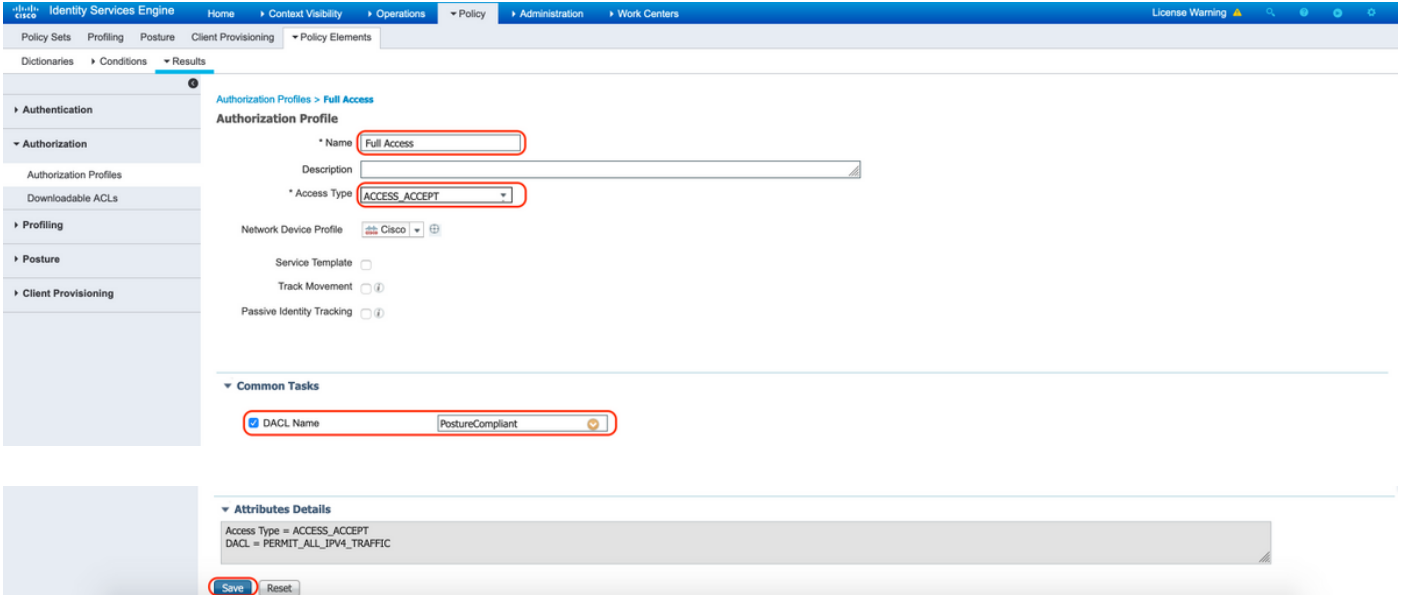 cisco Identity Services Engine Home Context Visibility Operations Policy Administration Work Centers License Warning
Policy Sets Profiling Posture Client Provisioning Policy Elements
Dictionaries Conditions Results
Authentication
Authorization
Authorization Profiles
Downloadable ACLs
Profiling
Posture
Client Provisioning
Authorization Profiles > Full Access
Authorization Profile
* Name Full Access
Description
* Access Type ACCESS_ACCEPT
Network Device Profile Cisco
Service Template
Track Movement
Passive Identity Tracking
Common Tasks
DACL Name PostureCompliant
Attributes Details
Access Type = ACCESS_ACCEPT
DACL = PERMIT_ALL_IPV4_TRAFFIC
Save Reset